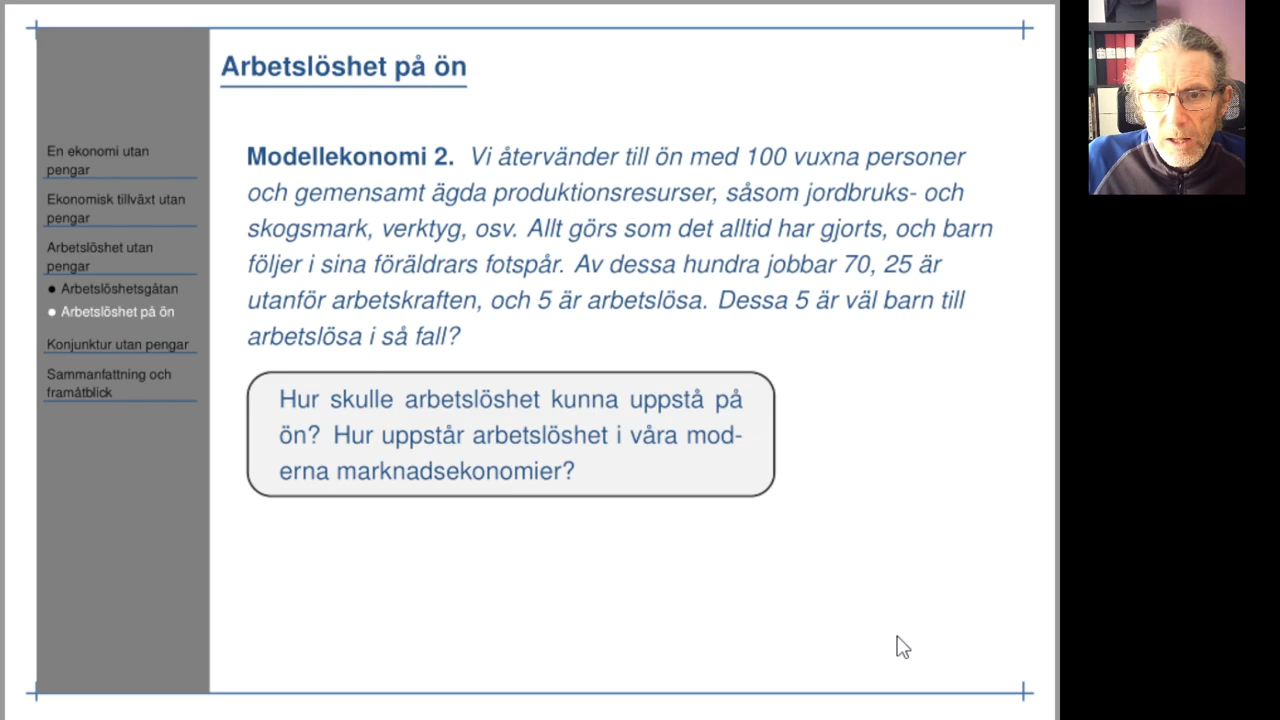 Arbetslöshet på ön
En ekonomi utan
pengar
Ekonomisk tillväxt utan
pengar
Arbetslöshet utan
pengar
● Arbetslöshetsgåtan
● Arbetslöshet på ön
Konjunktur utan pengar
Sammanfattning och
framåtblick
Modellekonomi 2. Vi återvänder till ön med 100 vuxna personer
och gemensamt ägda produktionsresurser, såsom jordbruks- och
skogsmark, verktyg, osv. Allt görs som det alltid har gjorts, och barn
följer i sina föräldrars fotspår. Av dessa hundra jobbar 70, 25 är
utanför arbetskraften, och 5 är arbetslösa. Dessa 5 är väl barn till
arbetslösa i så fall?
Hur skulle arbetslöshet kunna uppstå på
ön? Hur uppstår arbetslöshet i våra mod-
erna marknadsekonomier?